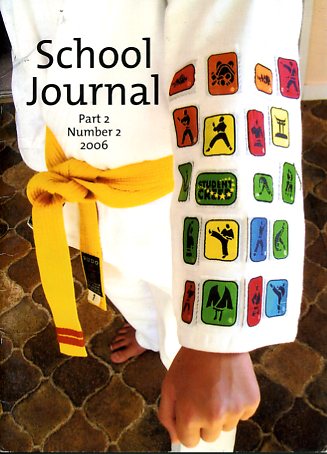 School
Journal
Part 2
Number 2
2006
STUDENT